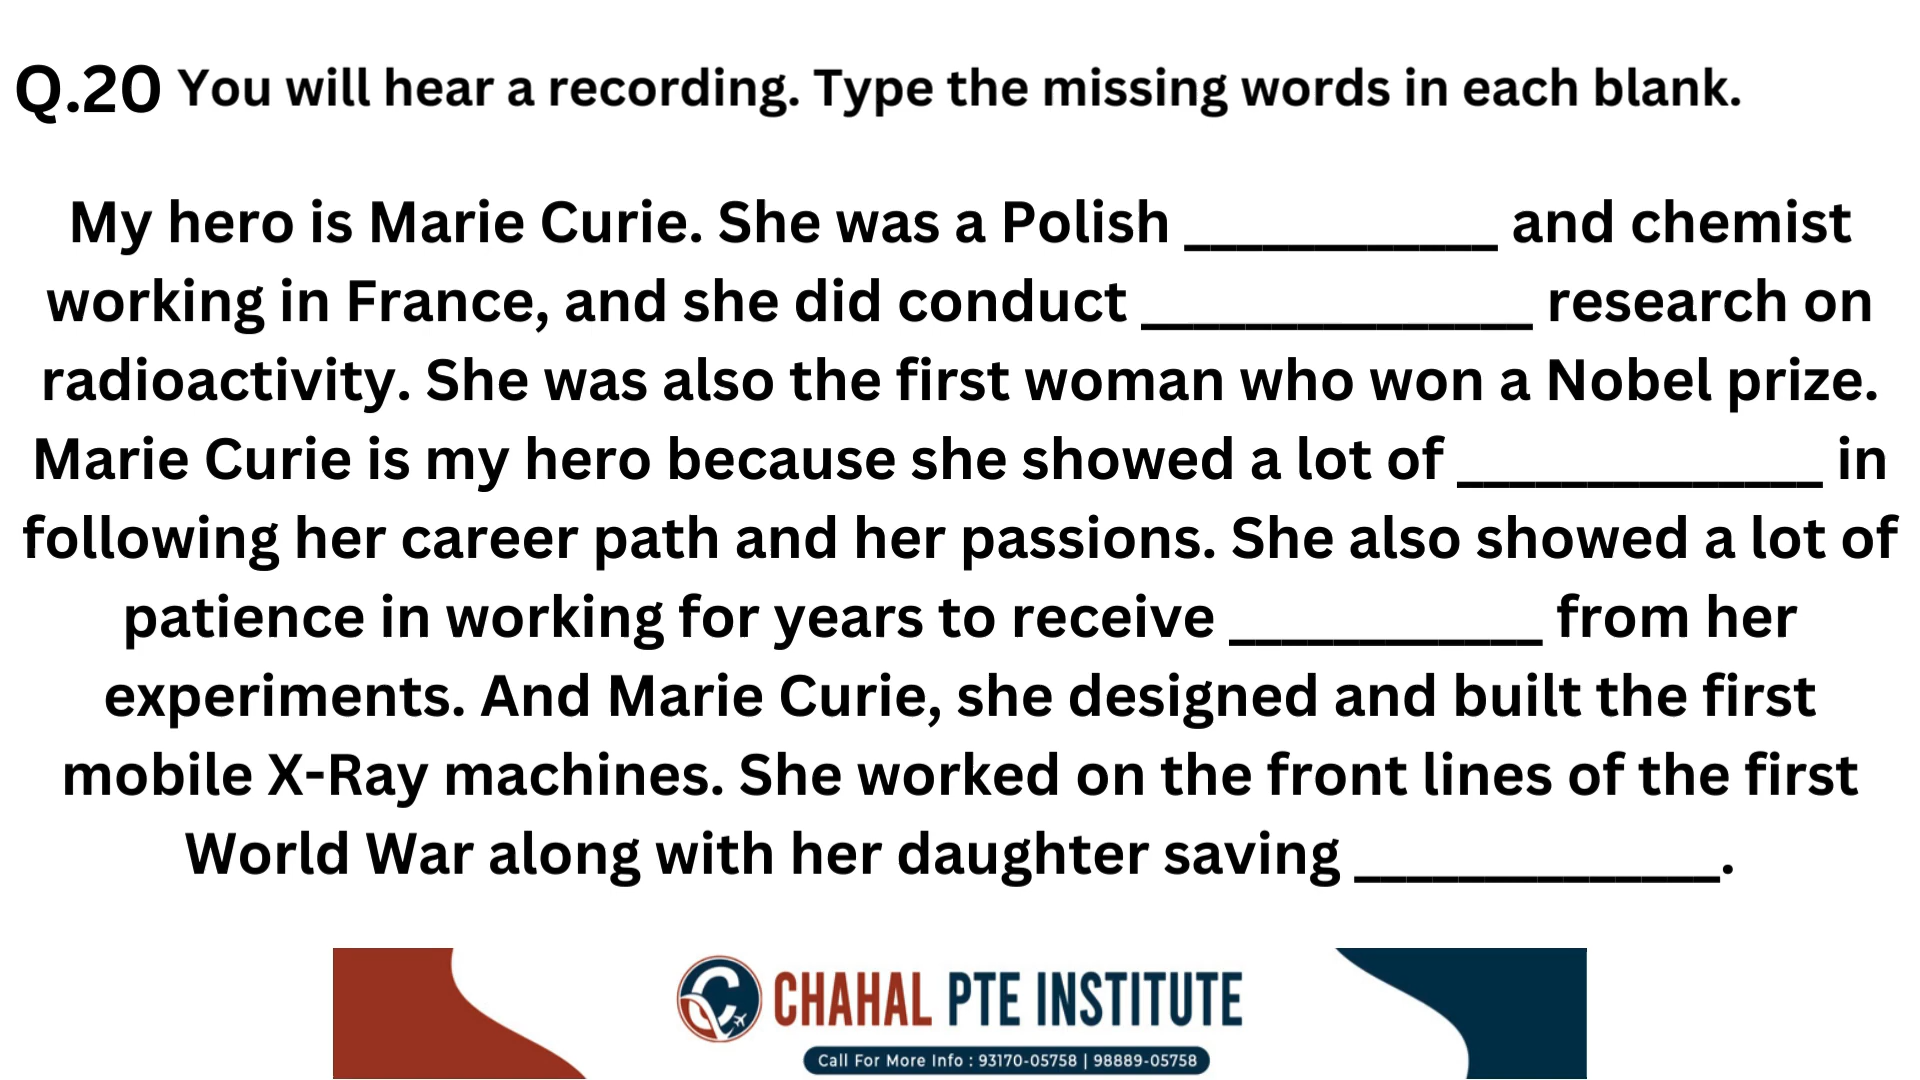 Q.20 You will hear a recording. Type the missing words in each blank.
My hero is Marie Curie. She was a Polish ____________ and chemist
working in France, and she did conduct _______________ research on
radioactivity. She was also the first woman who won a Nobel prize.
Marie Curie is my hero because she showed a lot of ______________ in
following her career path and her passions. She also showed a lot of
patience in working for years to receive ____________ from her
experiments. And Marie Curie, she designed and built the first
mobile X-Ray machines. She worked on the front lines of the first
World War along with her daughter saving ______________.
CHAHAL PTE INSTITUTE
Call For More Info : 93170-05758 | 98889-05758